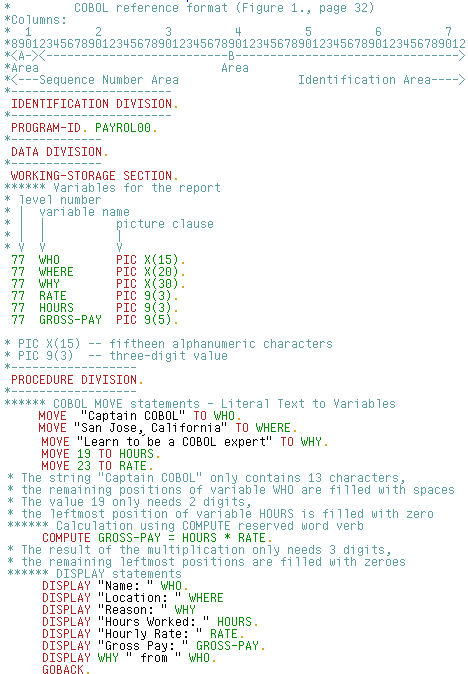 *        COBOL reference format (Figure 1., page 32)
*Columns:
*  1         2         3         4         5         6         7
*89012345678901234567890123456789012345678901234567890123456789012
*<A-><--------------------------B--------------------------------->
*Area                           Area
*<---Sequence Number Area                 Identification Area---->
*-------------------------
 IDENTIFICATION DIVISION.
*-------------------------
 PROGRAM-ID. PAYROL00.
*---------------
 DATA DIVISION.
*---------------
 WORKING-STORAGE SECTION.
****** Variables for the report
* level number
* |  variable name
* |  |         picture clause
* |  |         |
* V  V         V
 77  WHO       PIC X(15).
 77  WHERE     PIC X(20).
 77  WHY       PIC X(30).
 77  RATE      PIC 9(3).
 77  HOURS     PIC 9(3).
 77  GROSS-PAY PIC 9(5).
* PIC X(15) -- fiftheen alphanumeric characters
* PIC 9(3)  -- three-digit value
*-------------------
 PROCEDURE DIVISION.
*-------------------
****** COBOL MOVE statements - Literal Text to Variables
     MOVE  "Captain COBOL" TO WHO.
     MOVE "San Jose, California" TO WHERE.
     MOVE "Learn to be a COBOL expert" TO WHY.
     MOVE 19 TO HOURS.
     MOVE 23 TO RATE.
* The string "Captain COBOL" only contains 13 characters,
* the remaining positions of variable WHO are filled with spaces
* The value 19 only needs 2 digits,
* the leftmost position of variable HOURS is filled with zero
****** Calculation using COMPUTE reserved word verb
     COMPUTE GROSS-PAY = HOURS * RATE.
* The result of the multiplication only needs 3 digits,
* the remaining leftmost positions are filled with zeroes
****** DISPLAY statements
     DISPLAY "Name: " WHO.
     DISPLAY "Location: " WHERE
     DISPLAY "Reason: " WHY
     DISPLAY "Hours Worked: " HOURS.
     DISPLAY "Hourly Rate: " RATE.
     DISPLAY "Gross Pay: " GROSS-PAY.
     DISPLAY WHY " from " WHO.
     GOBACK.